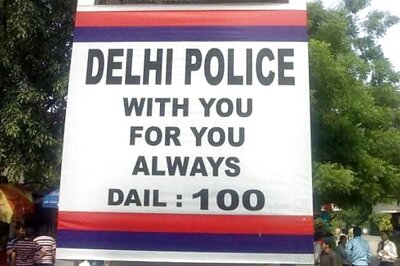 DELHI POLICE
WITH YOU
FOR YOU
ALWAYS
DAIL : 100